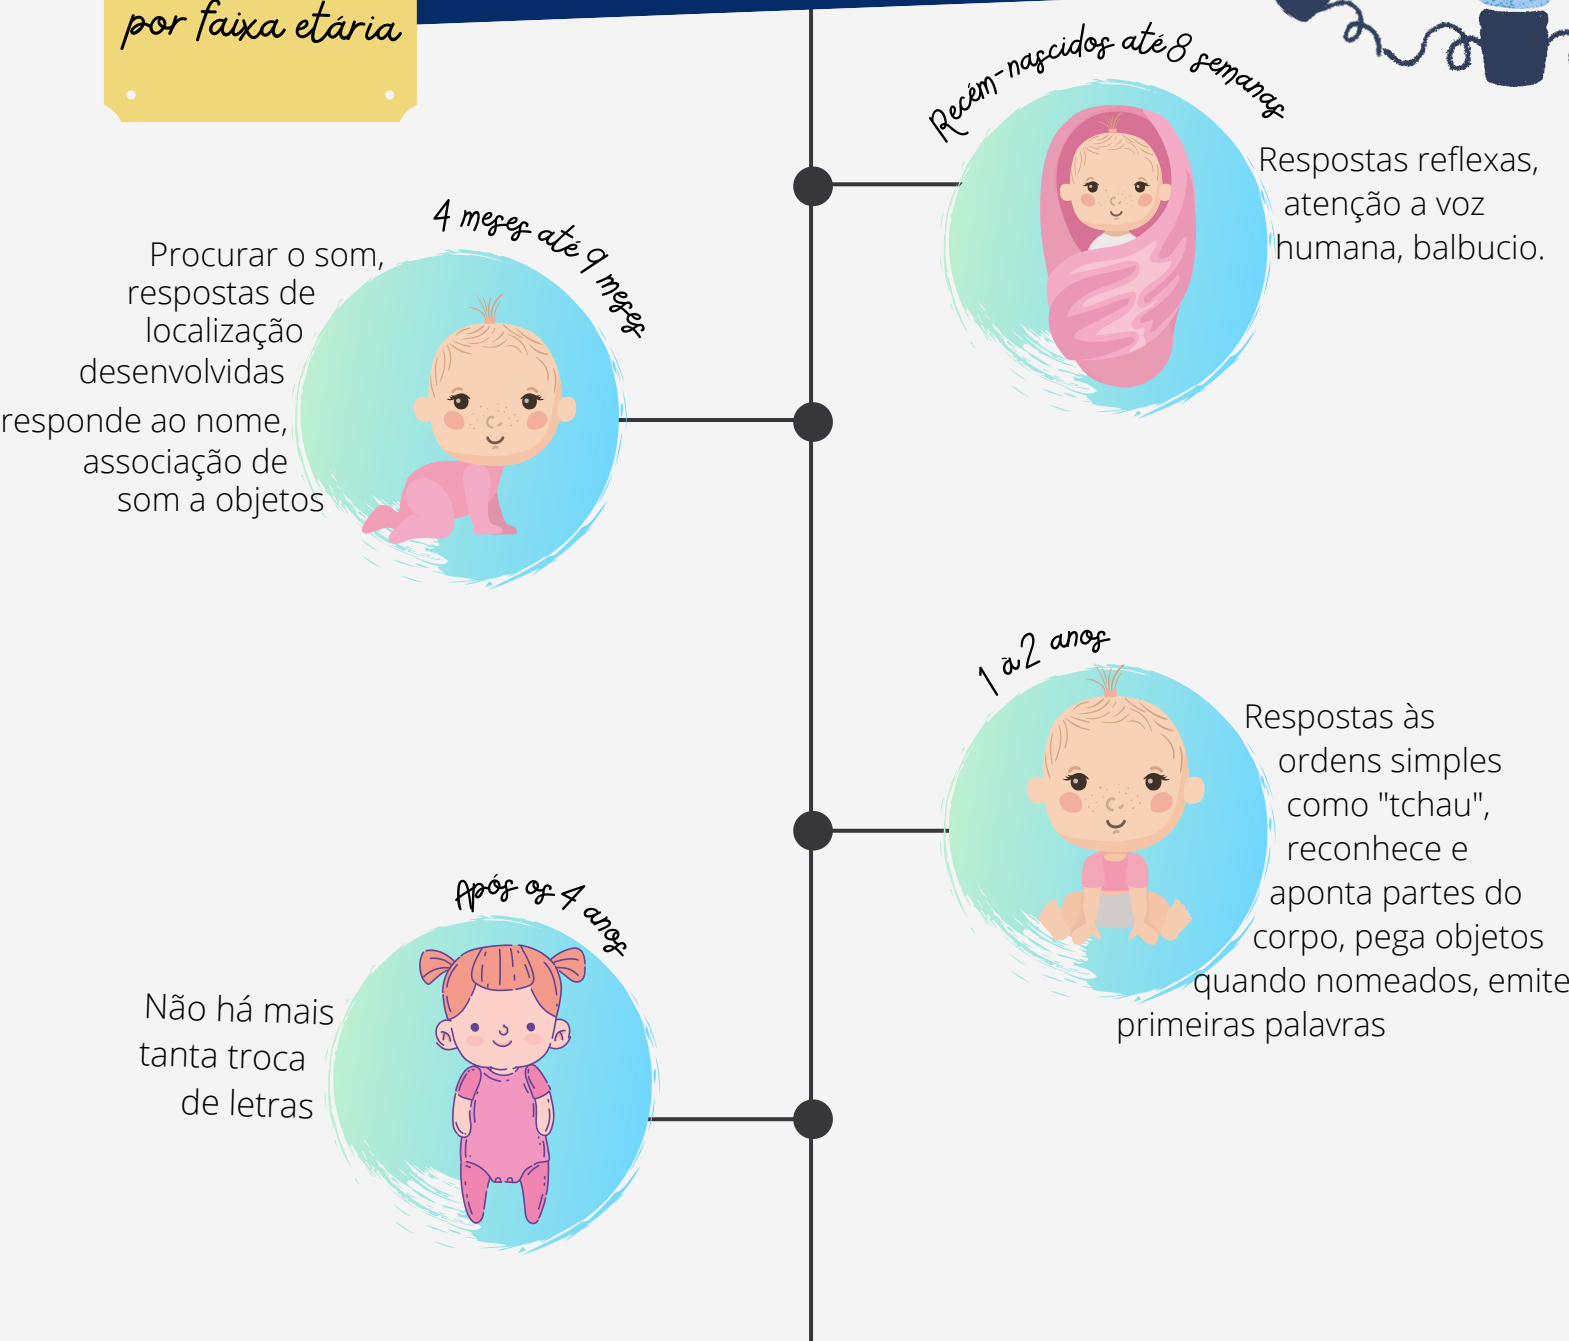 por faixa etária
Recém-nascidos até 8 semanas
Respostas reflexas,
atenção a voz
humana, balbucio.
4 meses até 9 meses
Procurar o som,
respostas de
localização
desenvolvidas
responde ao nome,
associação de
som a objetos
1 à 2 anos
Respostas às
ordens simples
como "tchau",
reconhece e
aponta partes do
corpo, pega objetos
quando nomeados, emite
primeiras palavras
Após os 4 anos
Não há mais
tanta troca
de letras